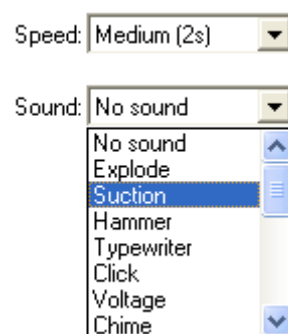 Speed: Medium (2s)
Sound: No sound
No sound
Explode
Suction
Hammer
Typewriter
Click
Voltage
Chime